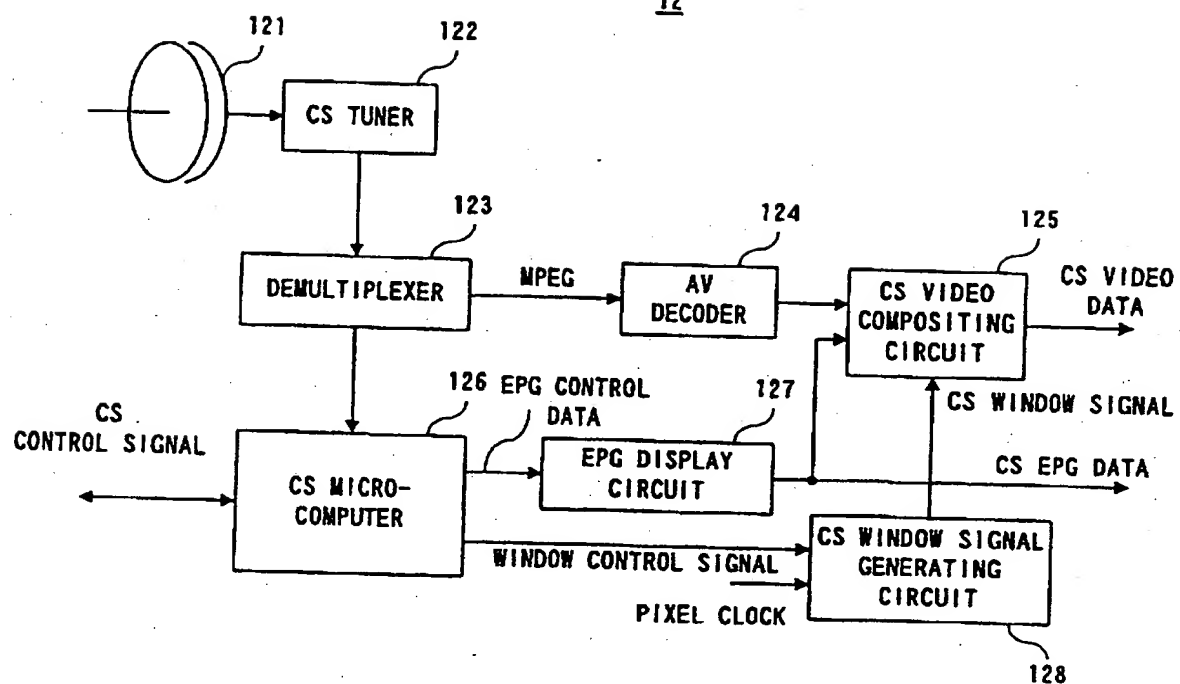 12
121
122
CS TUNER
123
124
125
DEMULTIPLEXER
MPEG
AV
DECODER
CS VIDEO
COMPOSITING
CIRCUIT
CS VIDEO
DATA
126
EPG CONTROL
DATA
127
CS WINDOW SIGNAL
CS
CONTROL SIGNAL
CS MICRO-
COMPUTER
EPG DISPLAY
CIRCUIT
CS EPG DATA
WINDOW CONTROL SIGNAL
PIXEL CLOCK
CS WINDOW SIGNAL
GENERATING
CIRCUIT
128